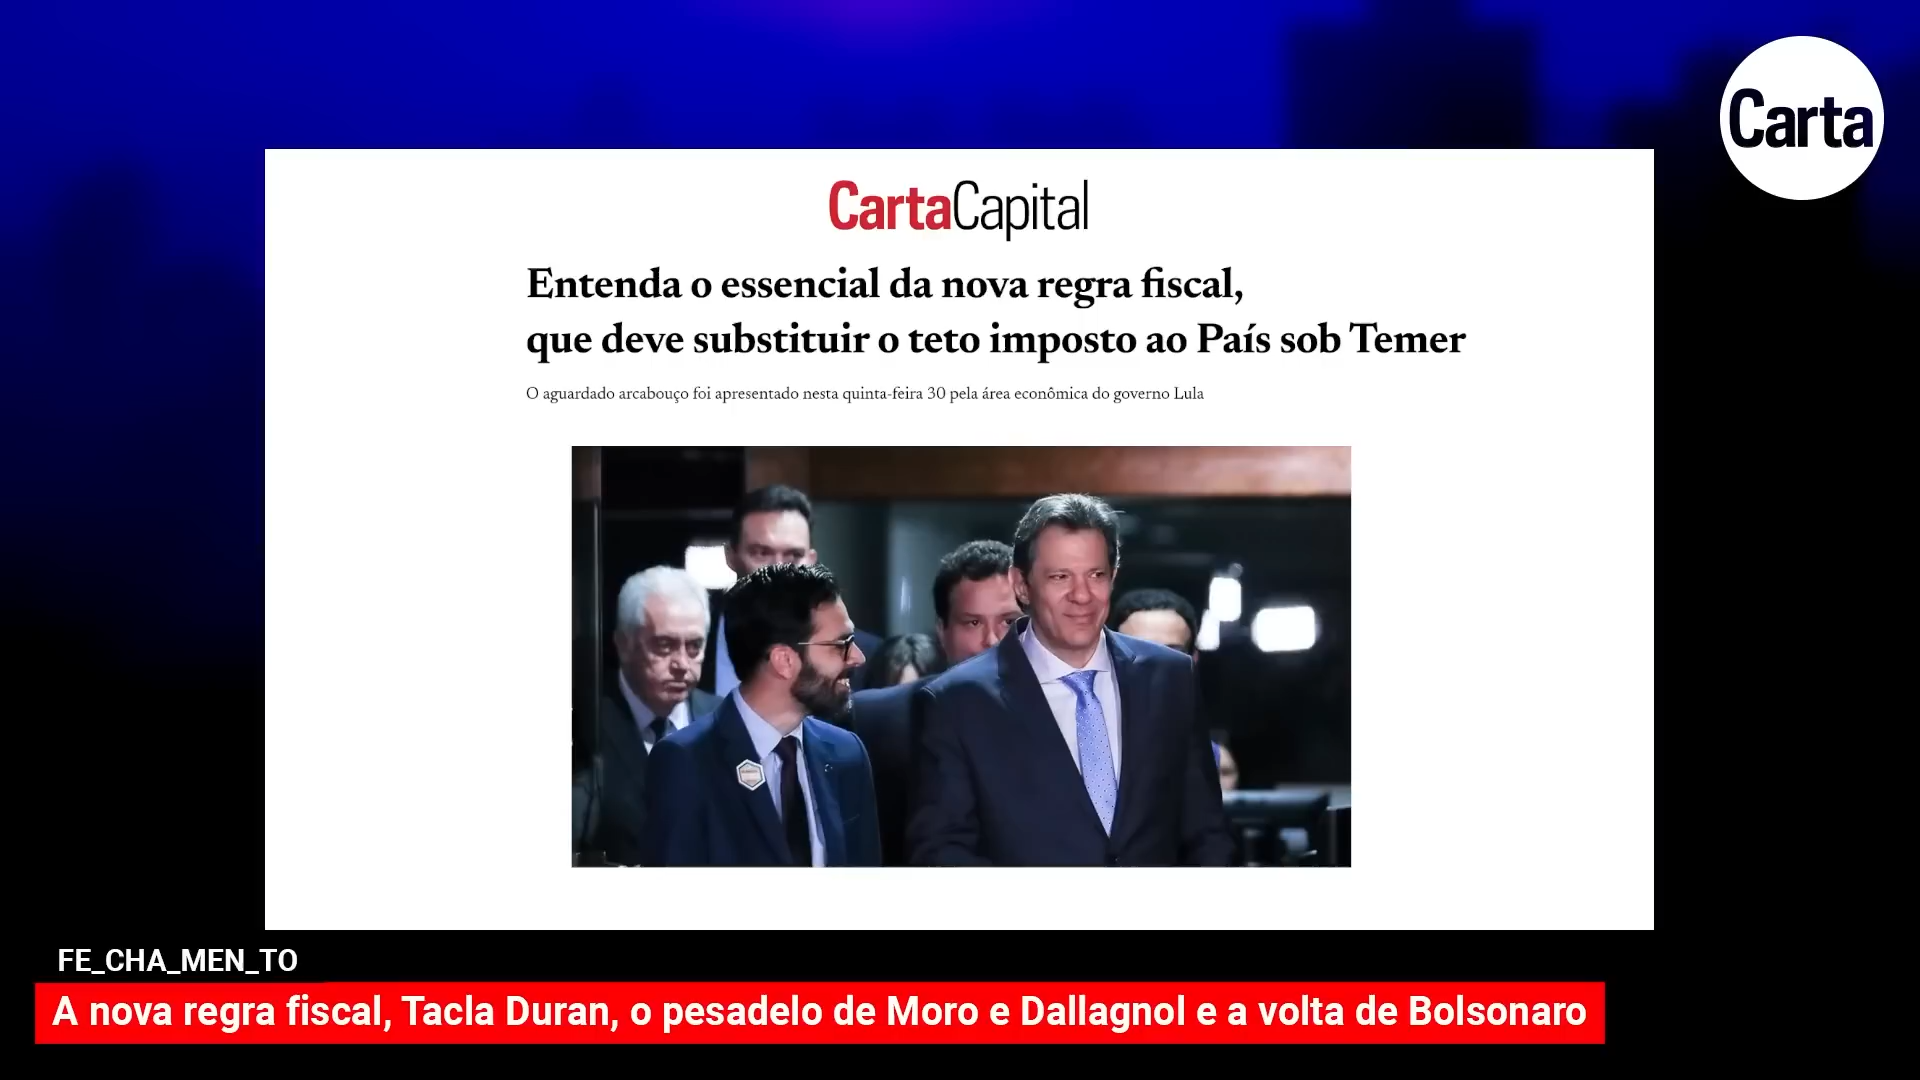 Carta
CartaCapital
Entenda o essencial da nova regra fiscal,
que deve substituir o teto imposto ao País sob Temer
O aguardado arcabouço foi apresentado nesta quinta-feira 30 pela área econômica do governo Lula
FE_CHA_MEN_TO
A nova regra fiscal, Tacla Duran, o pesadelo de Moro e Dallagnol e a volta de Bolsonaro